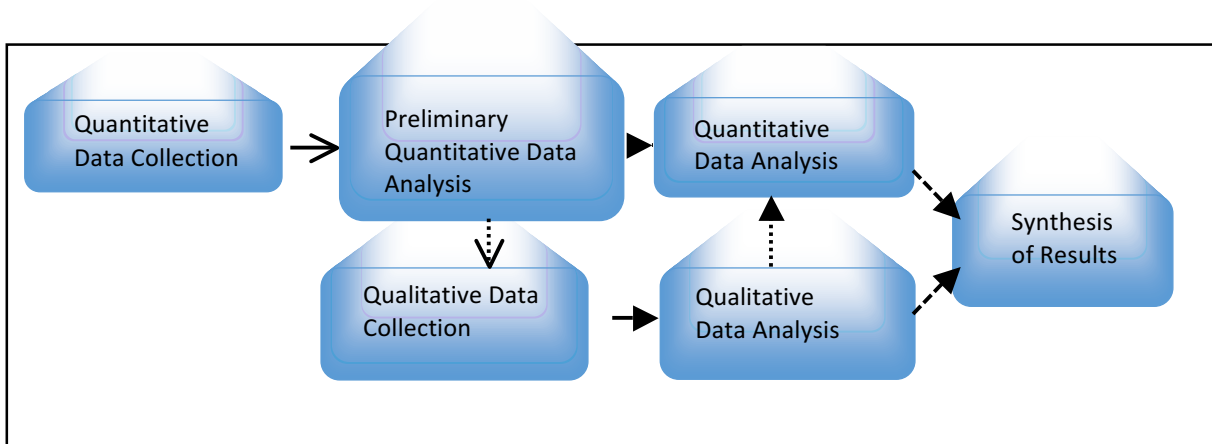 Quantitative
Data Collection
Preliminary
Quantitative Data
Analysis
Quantitative
Data Analysis
Synthesis
of Results
Qualitative Data
Collection
Qualitative
Data Analysis